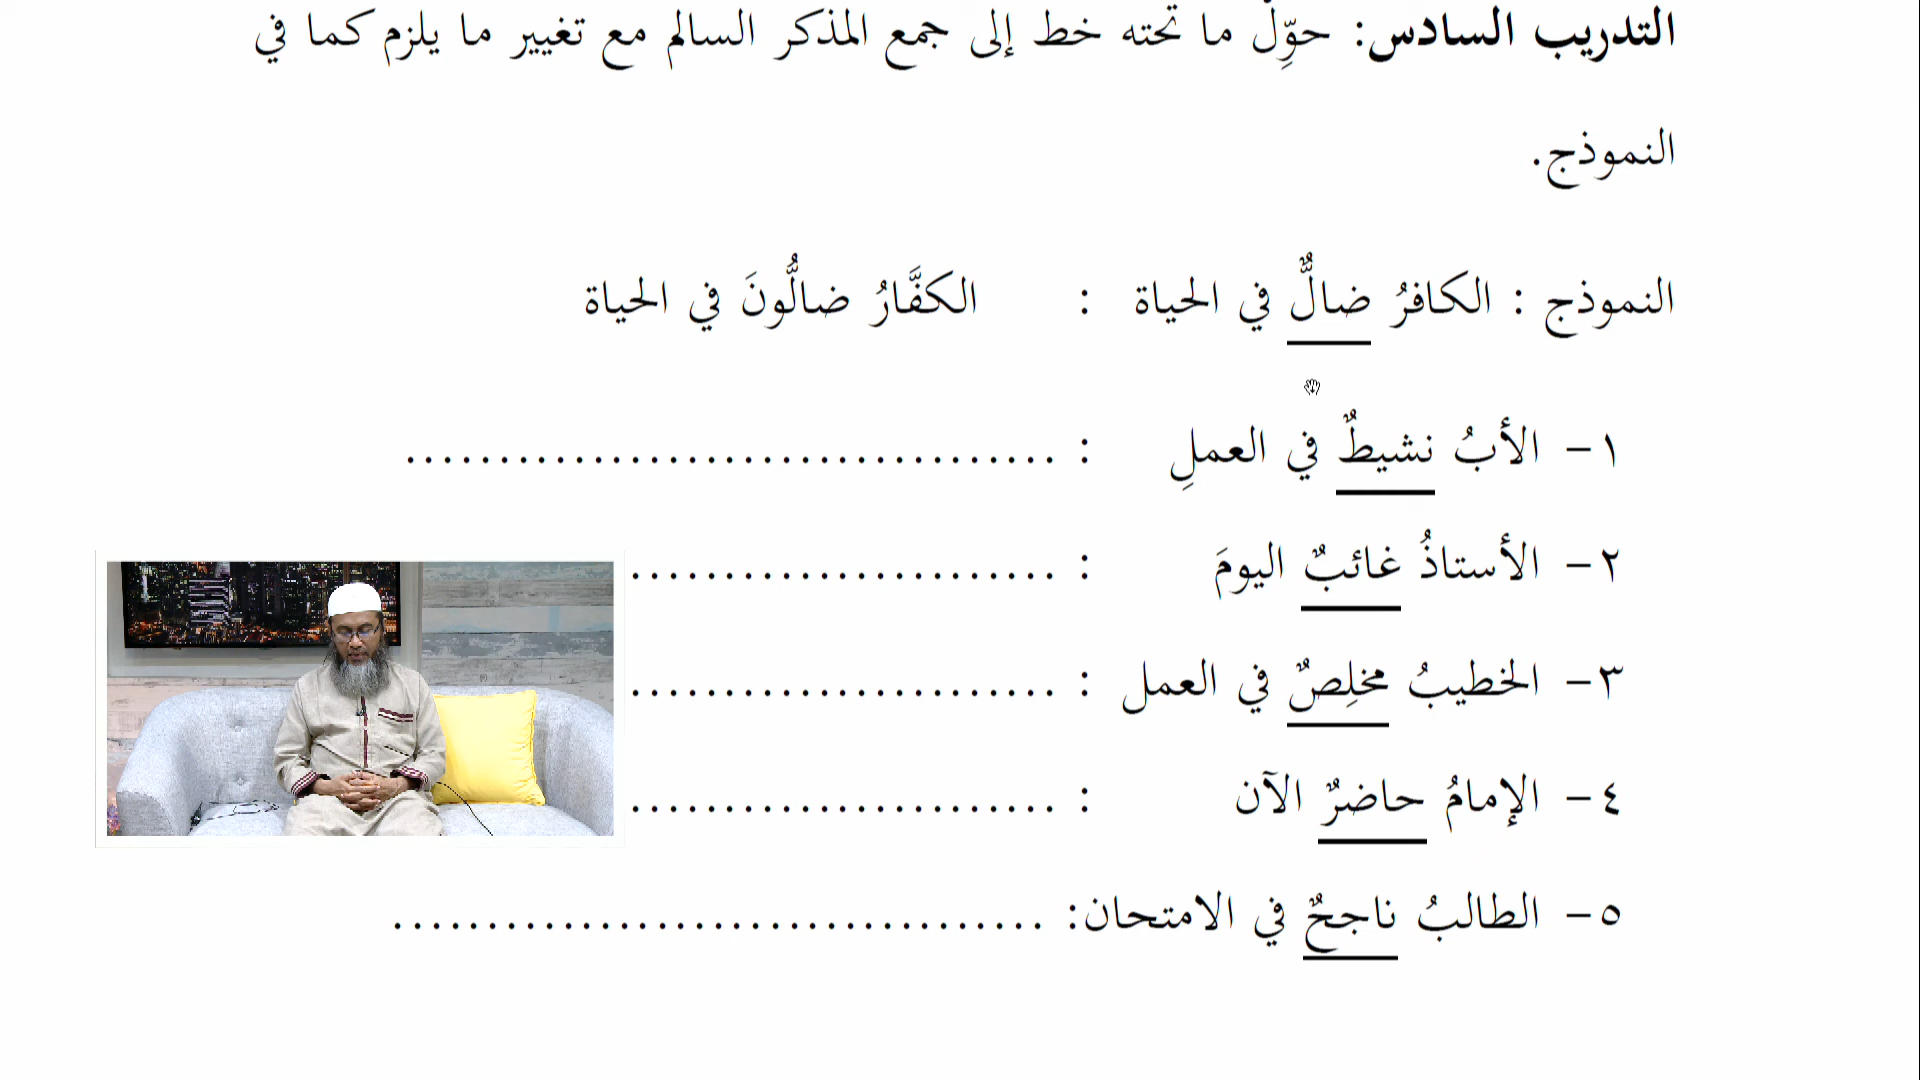 التدريب السادس: حوِّلْ ما تحته خط إلى جمع المذكر السالم مع تغيير ما يلزم كما في
النموذج.
النموذج : الكافرُ ضالٌّ في الحياة : الكفَّارُ ضالُّونَ في الحياة
١- الأبُ نشيطٌ في العملِ : ...................................
٢- الأستاذُ غائبٌ اليومَ : .......................
٣- الخطيبُ مخلِصٌ في العمل : .......................
٤- الإمامُ حاضرٌ الآن : .......................
٥- الطالبُ ناجحٌ في الامتحان: ...................................